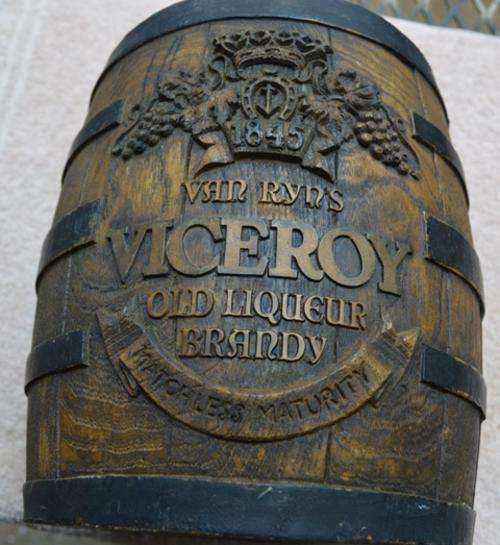 1845
VAN RYN'S
VICEROY
OLD LIQUEUR
BRANDY
MATCHLESS MATURITY